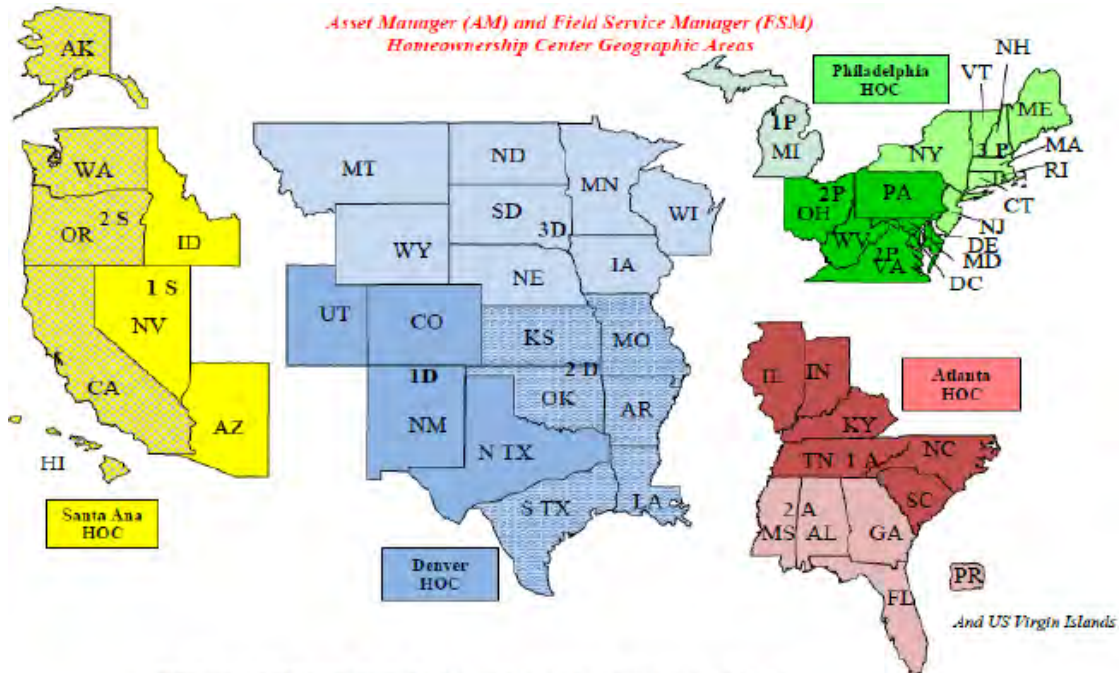 Asset Manager (AM) and Field Service Manager (FSM)
Homeownership Center Geographic Areas
AK
WA
2 S
OR
ID
1 S
NV
CA
AZ
HI
Santa Ana
HOC
MT
ND
MN
SD
3D
WI
WY
NE
IA
UT
CO
KS
MO
1D
2 D
OK
AR
NM
N TX
S TX
LA
Denver
HOC
Philadelphia
HOC
NH
VT
ME
1P
MI
NY
3 P
MA
RI
CT
2P
OH
PA
NJ
WV
VA
DE
MD
DC
IL
IN
Atlanta
HOC
KY
TN
1 A
NC
SC
2 A
MS
AL
GA
PR
FL
And US Virgin Islands